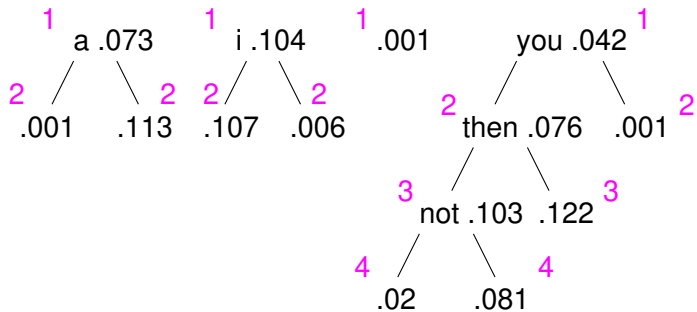 1 1 1 1
a .073 i .104 .001 you .042
2 2 2 2 2 2
.001 .113 .107 .006 then .076 .001
3 3
not .103 .122
4 4
.02 .081